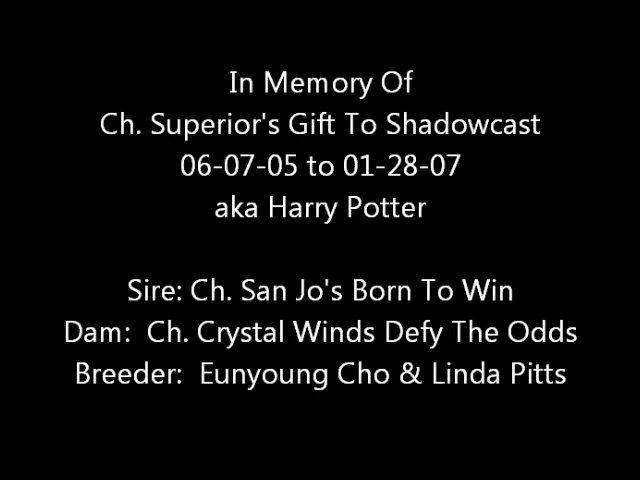 In Memory Of
Ch. Superior's Gift To Shadowcast
06-07-05 to 01-28-07
aka Harry Potter
Sire: Ch. San Jo's Born To Win
Dam:  Ch. Crystal Winds Defy The Odds
Breeder:  Eunyoung Cho & Linda Pitts